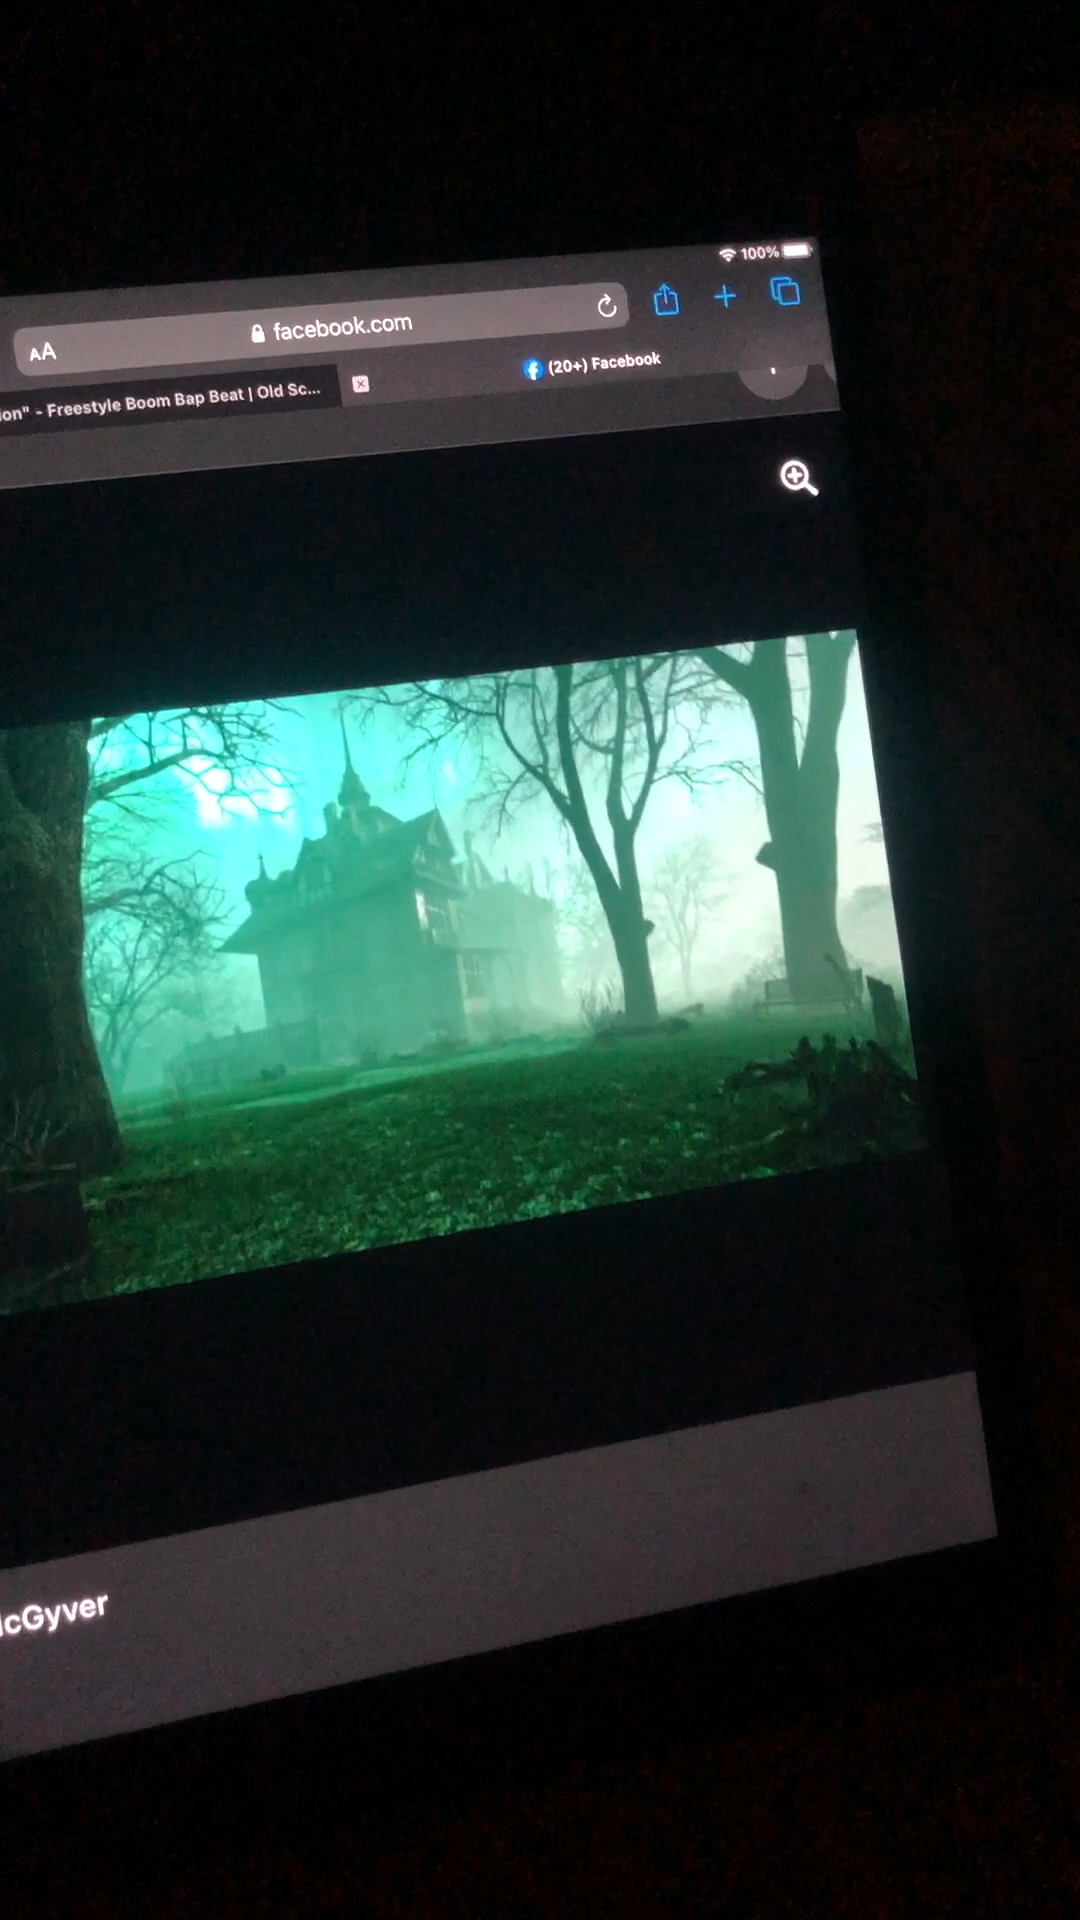 100%
AA facebook.com
ion" - Freestyle Boom Bap Beat | Old Sc...
(20+) Facebook
cGyver